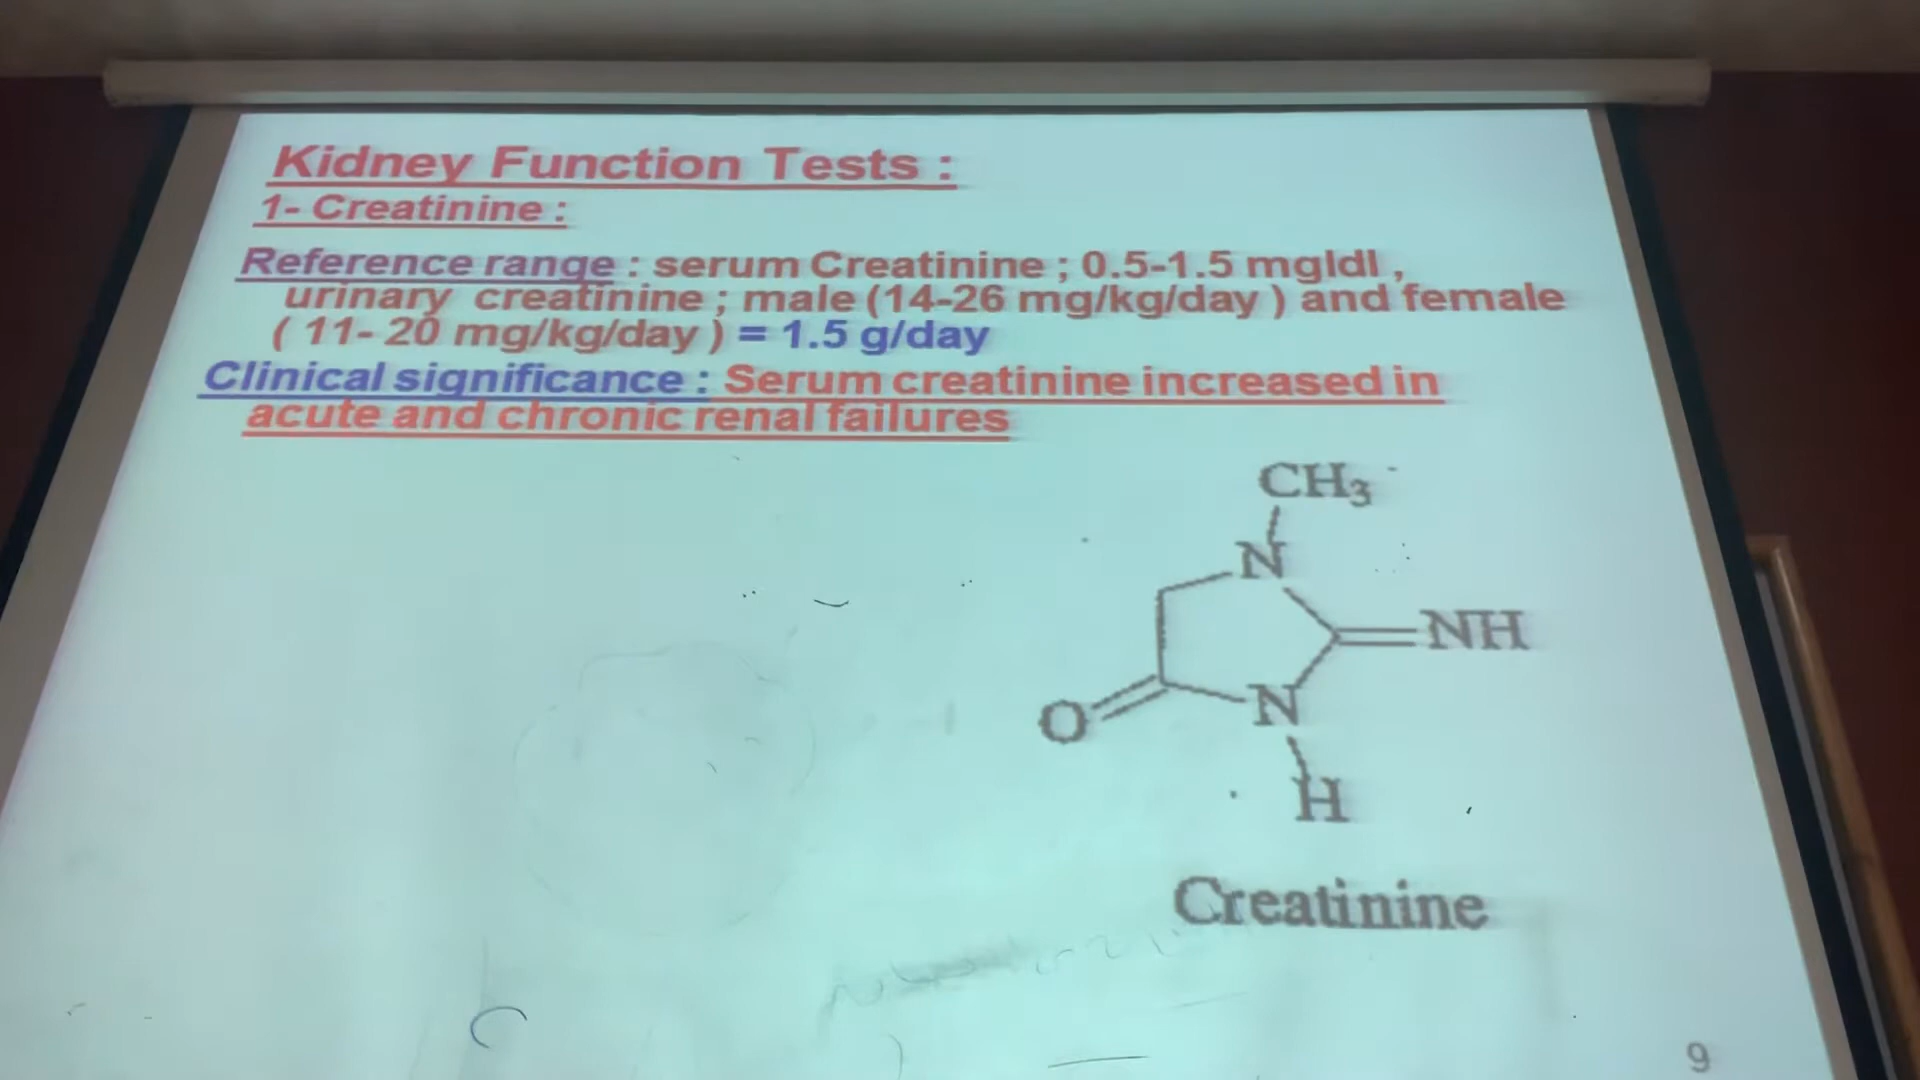 Kidney Function Tests :
1- Creatinine :
Reference range : serum Creatinine ; 0.5-1.5 mgldl ,
urinary creatinine ; male (14-26 mg/kg/day ) and female
( 11- 20 mg/kg/day ) = 1.5 g/day
Clinical significance : Serum creatinine increased in
acute and chronic renal failures
CH3
N
NH
O
N
H
Creatinine
9